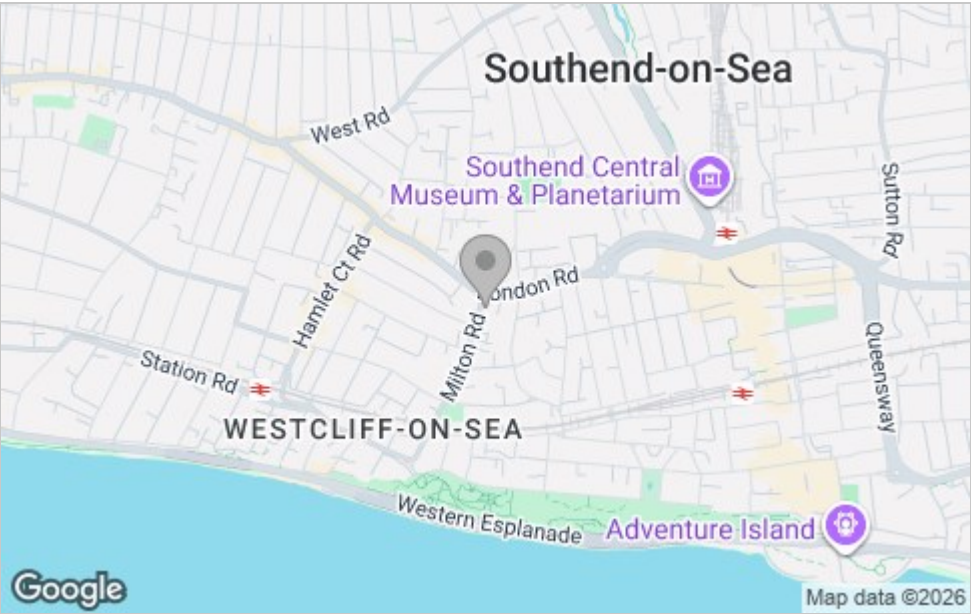 Southend-on-Sea
West Rd
Southend Central
Museum & Planetarium
Sutton Rd
Hamlet Ct Rd
London Rd
Milton Rd
Station Rd
Queensway
WESTCLIFF-ON-SEA
Western Esplanade
Adventure Island
Google
Map data ©2026